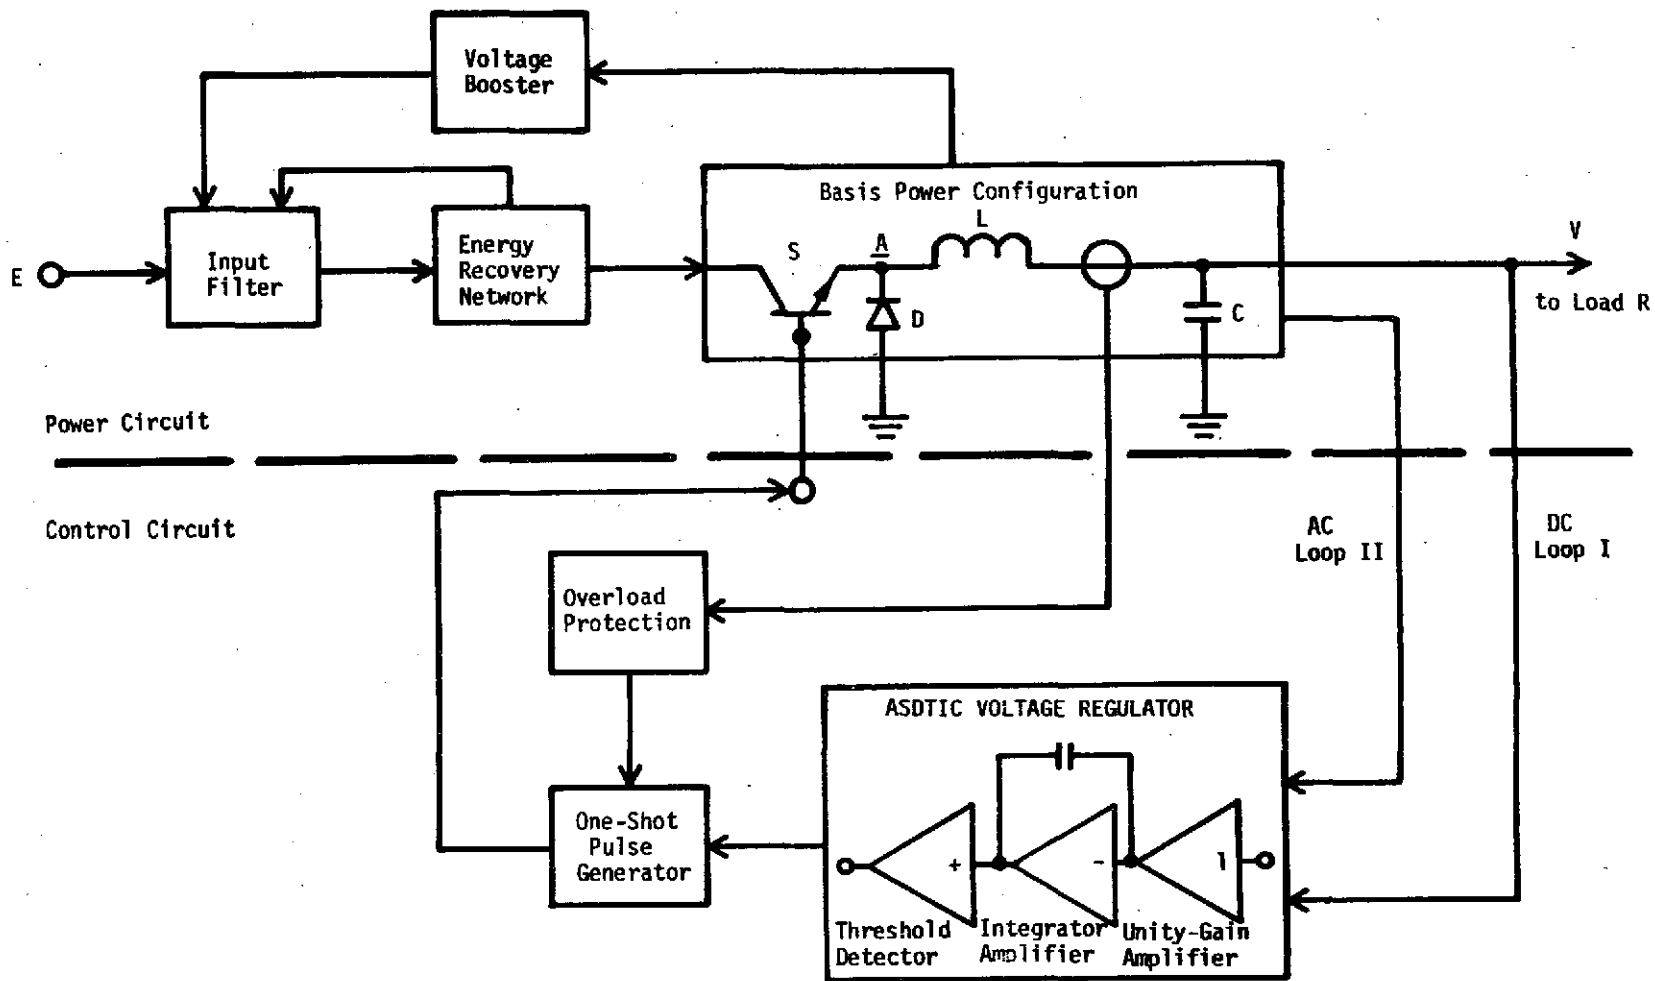 Voltage
Booster
Basis Power Configuration
E
Input
Filter
Energy
Recovery
Network
S
A
L
D
C
V
to Load R
Power Circuit
Control Circuit
AC
Loop II
DC
Loop I
Overload
Protection
ASDTIC VOLTAGE REGULATOR
One-Shot
Pulse
Generator
+
-
1
Threshold
Detector
Integrator
Amplifier
Unity-Gain
Amplifier